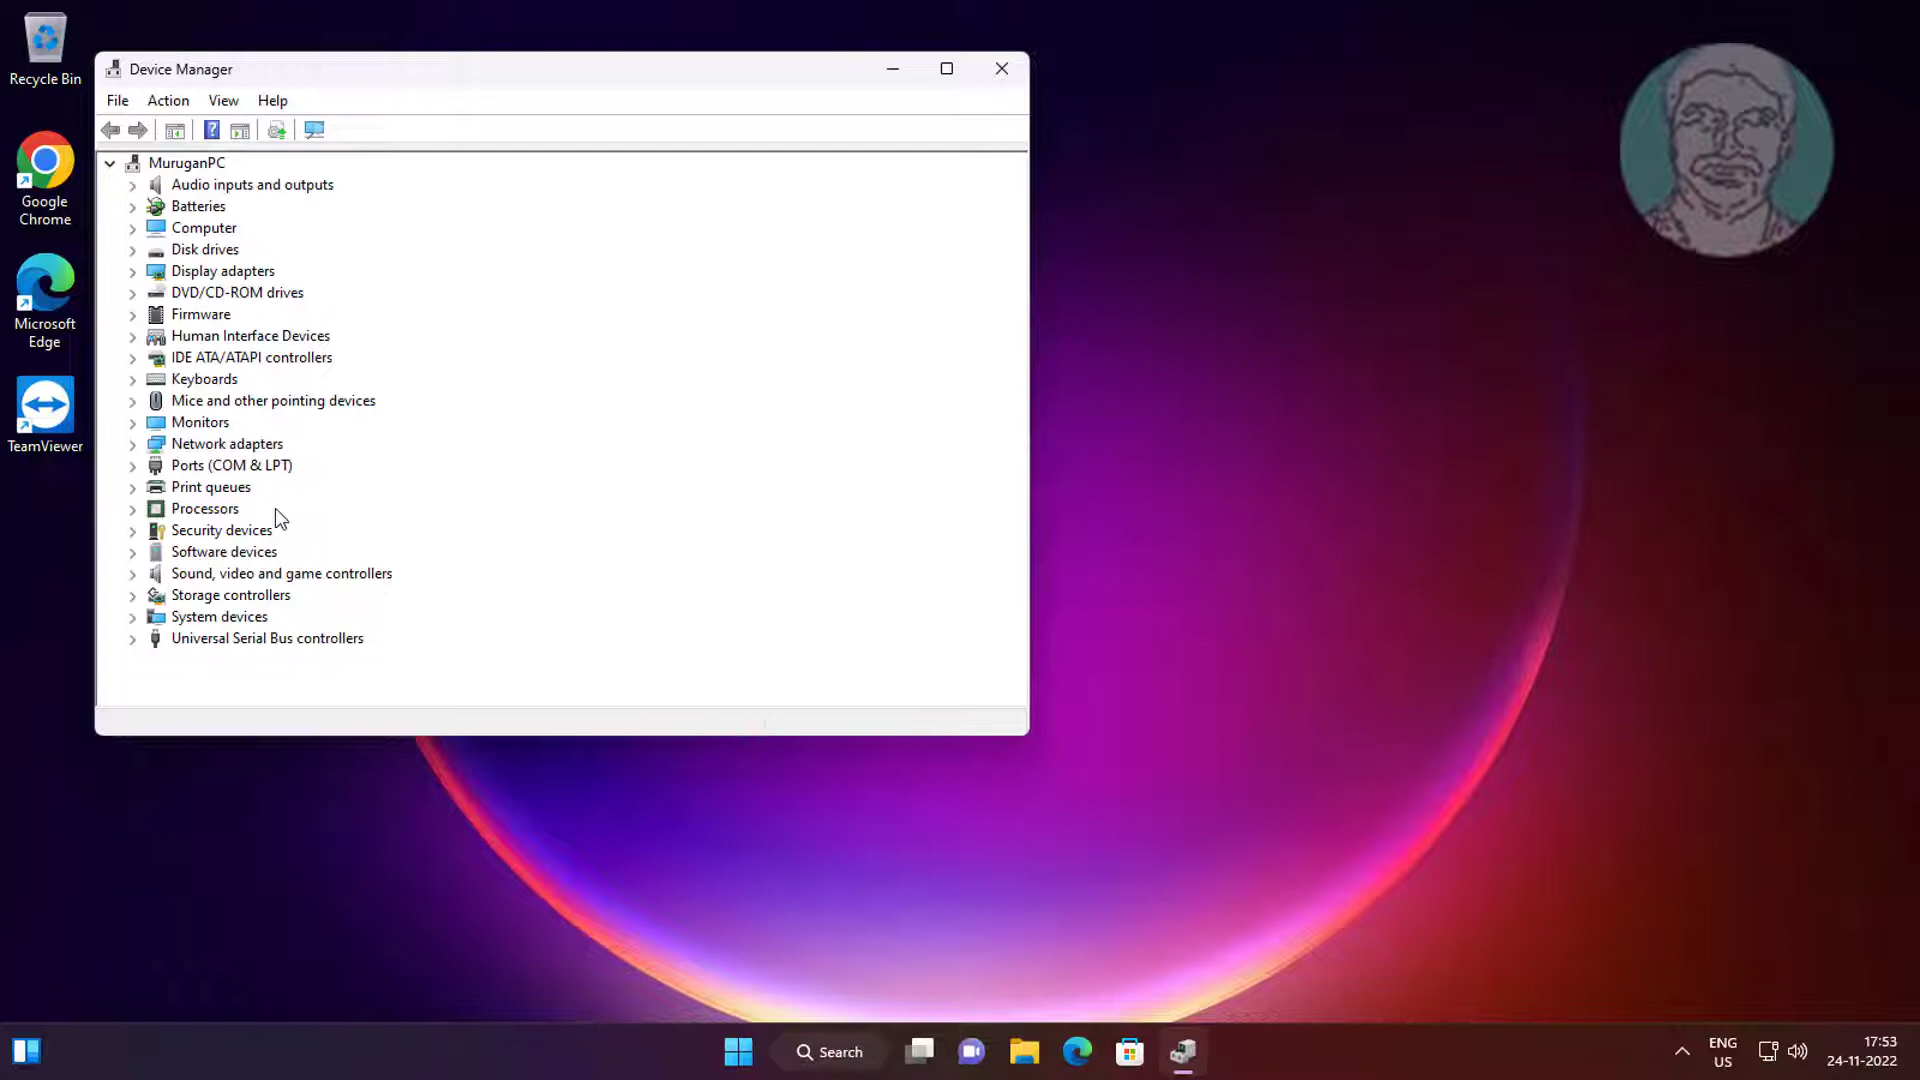 Recycle Bin
Google
Chrome
Microsoft
Edge
TeamViewer
Device Manager
File Action View Help
MuruganPC
Audio inputs and outputs
Batteries
Computer
Disk drives
Display adapters
DVD/CD-ROM drives
Firmware
Human Interface Devices
IDE ATA/ATAPI controllers
Keyboards
Mice and other pointing devices
Monitors
Network adapters
Ports (COM & LPT)
Print queues
Processors
Security devices
Software devices
Sound, video and game controllers
Storage controllers
System devices
Universal Serial Bus controllers
Search
ENG
US
17:53
24-11-2022